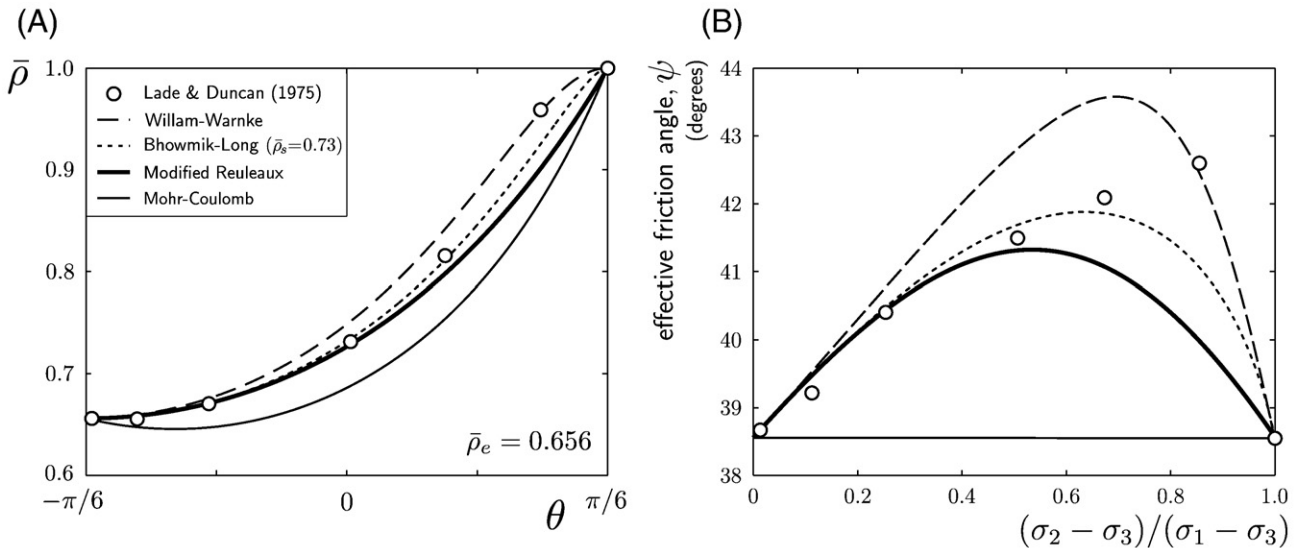 (A)
ρ̄
1.0
0.9
0.8
0.7
0.6
Lade & Duncan (1975)
Willam-Warnke
Bhowmik-Long (ρ̄ₛ=0.73)
Modified Reuleaux
Mohr-Coulomb
ρ̄ₑ = 0.656
−π/6
0
π/6
θ
(B)
effective friction angle, ψ
(degrees)
44
43
42
41
40
39
38
0
0.2
0.4
0.6
0.8
1.0
(σ₂ − σ₃)/(σ₁ − σ₃)